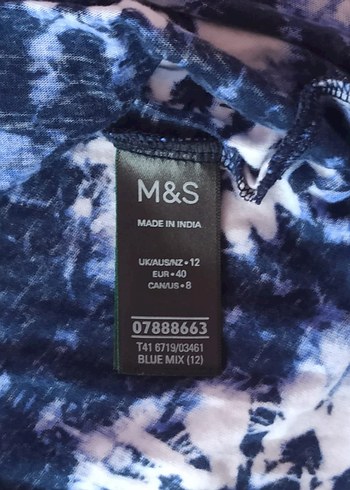 M&S
MADE IN INDIA
UK/AUS/NZ • 12
EUR • 40
CAN/US • 8
07888663
T41 6719/03461
BLUE MIX (12)